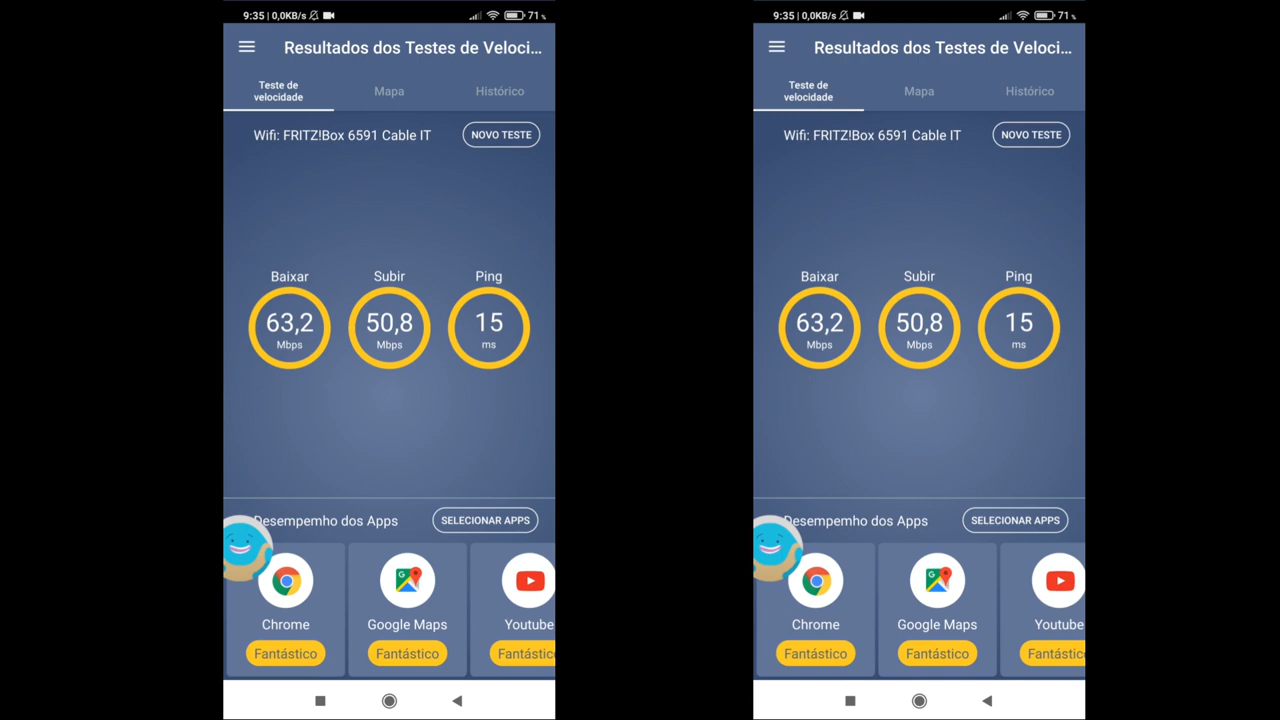 9:35 | 0,0KB/s
71%
Resultados dos Testes de Veloci...
Teste de
velocidade
Mapa
Histórico
Wifi: FRITZ!Box 6591 Cable IT
NOVO TESTE
Baixar
Subir
Ping
63,2
50,8
15
Mbps
Mbps
ms
Desempemho dos Apps
SELECIONAR APPS
Chrome
Google Maps
Youtube
Fantástico
Fantástico
Fantástico
9:35 | 0,0KB/s
71%
Resultados dos Testes de Veloci...
Teste de
velocidade
Mapa
Histórico
Wifi: FRITZ!Box 6591 Cable IT
NOVO TESTE
Baixar
Subir
Ping
63,2
50,8
15
Mbps
Mbps
ms
Desempemho dos Apps
SELECIONAR APPS
Chrome
Google Maps
Youtube
Fantástico
Fantástico
Fantástico